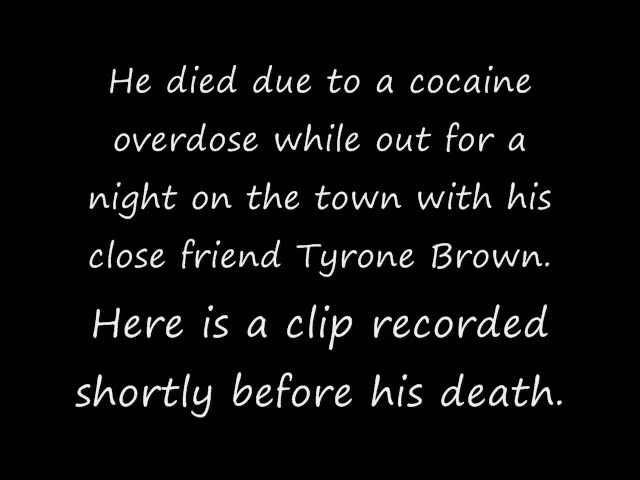 He died due to a cocaine
overdose while out for a
night on the town with his
close friend Tyrone Brown.
Here is a clip recorded
shortly before his death.